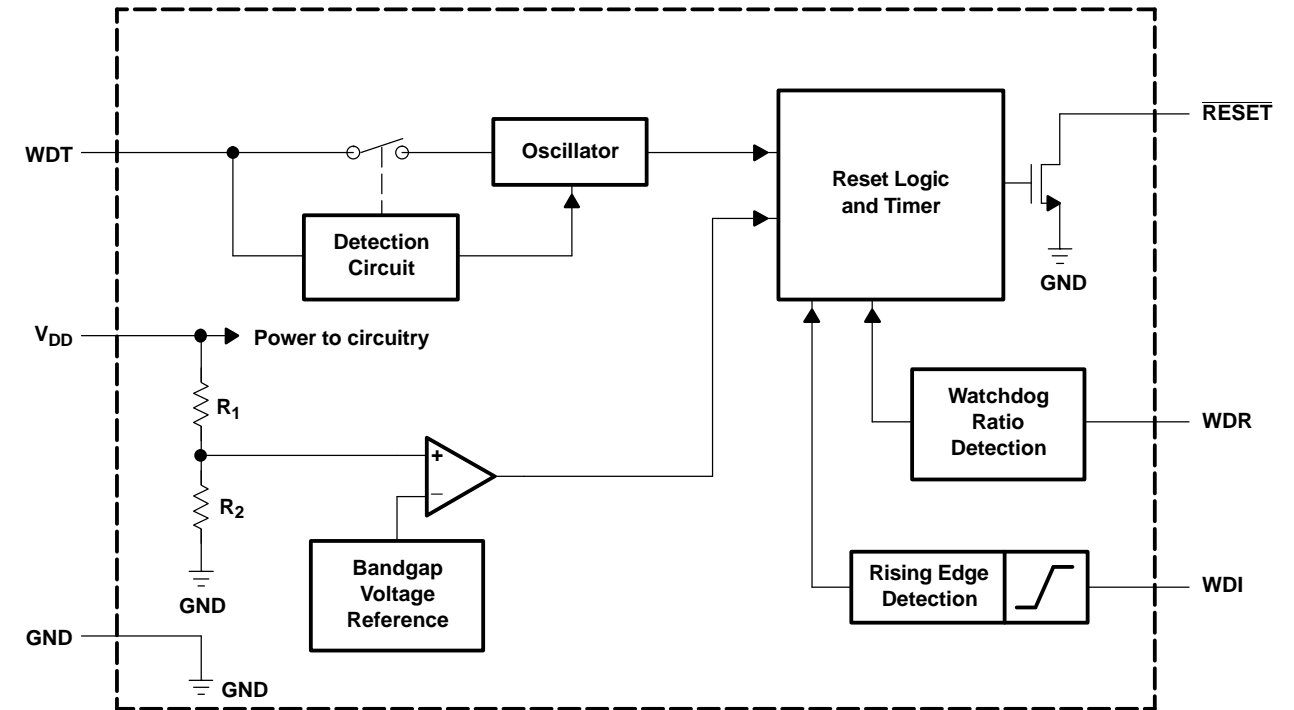 RESET
WDT
Oscillator
Reset Logic
and Timer
Detection
Circuit
GND
VDD
Power to circuitry
R1
Watchdog
Ratio
Detection
WDR
+
−
R2
Bandgap
Voltage
Reference
Rising Edge
Detection
WDI
GND
GND
GND